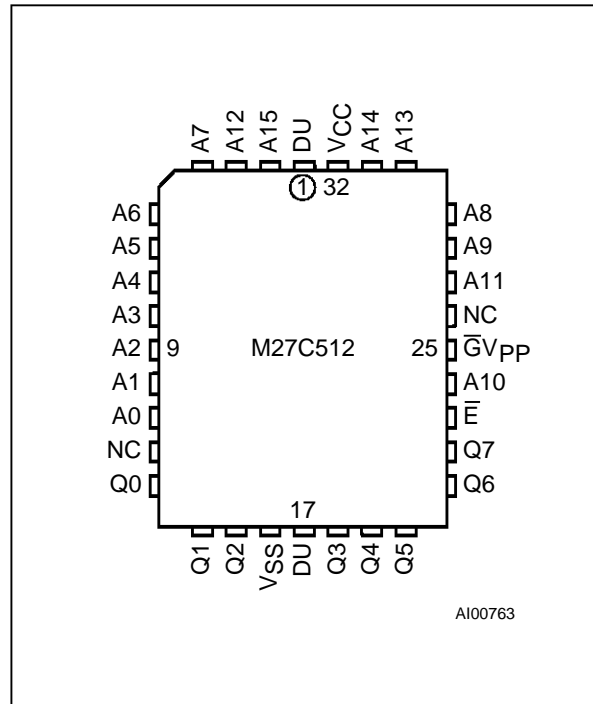 A7 A12 A15 DU VCC A14 A13
1 32
A6 A8
A5 A9
A4 A11
A3 NC
A2 9 M27C512 25 G̅VPP
A1 A10
A0 E̅
NC Q7
Q0 Q6
17
Q1 Q2 VSS DU Q3 Q4 Q5
AI00763